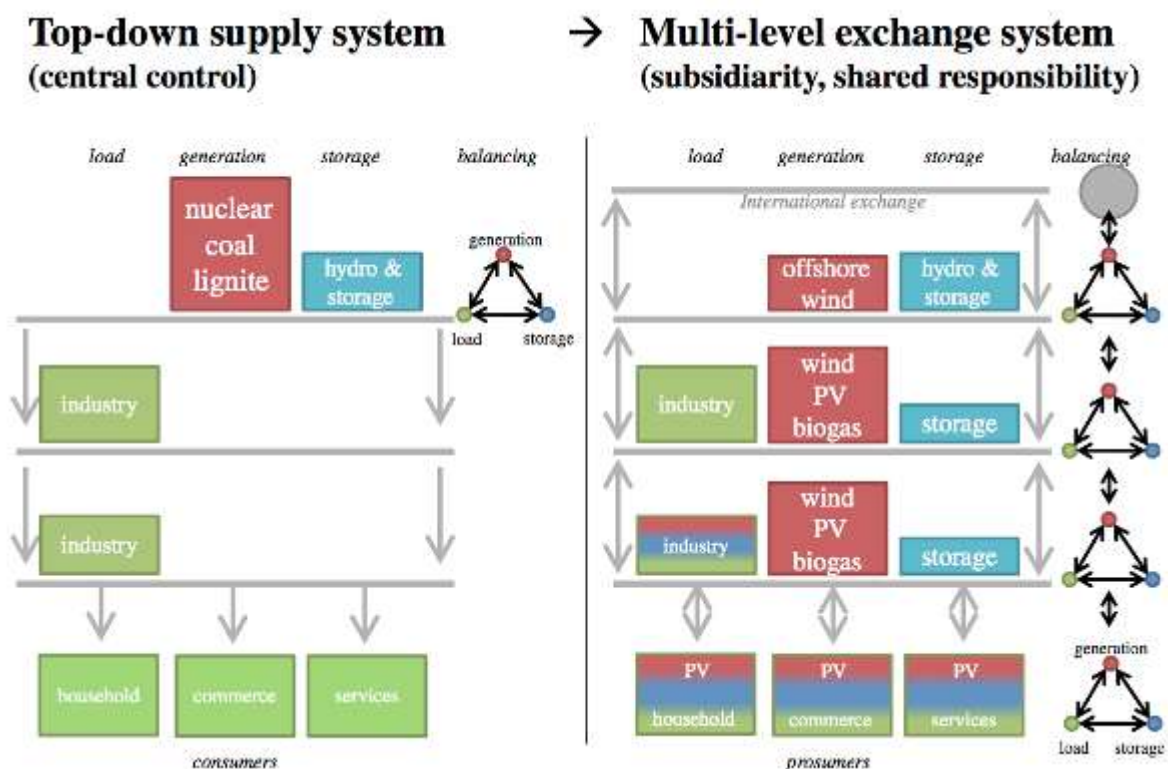 Top-down supply system
(central control)
→
Multi-level exchange system
(subsidiarity, shared responsibility)
load
generation
storage
balancing
nuclear
coal
lignite
hydro &
storage
generation
load
storage
industry
industry
household
commerce
services
consumers
load
generation
storage
balancing
International exchange
offshore
wind
hydro &
storage
industry
wind
PV
biogas
storage
industry
wind
PV
biogas
storage
PV
household
PV
commerce
PV
services
generation
load
storage
prosumers